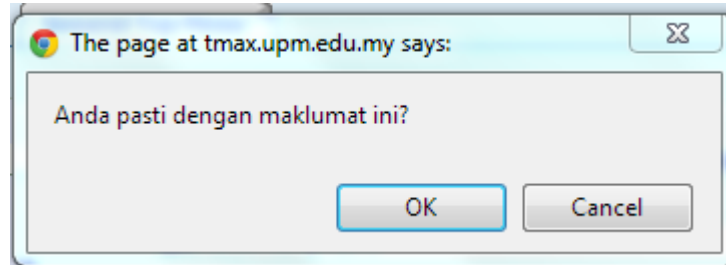 The page at tmax.upm.edu.my says:
Anda pasti dengan maklumat ini?
OK Cancel